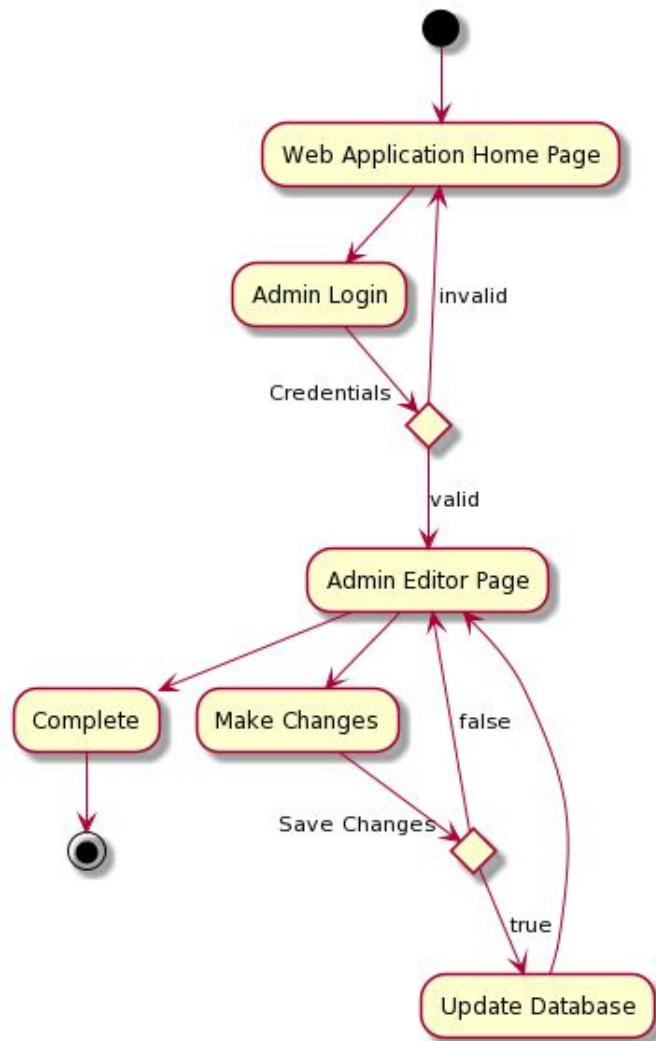 Web Application Home Page
Admin Login
invalid
Credentials
valid
Admin Editor Page
Complete
Make Changes
false
Save Changes
true
Update Database